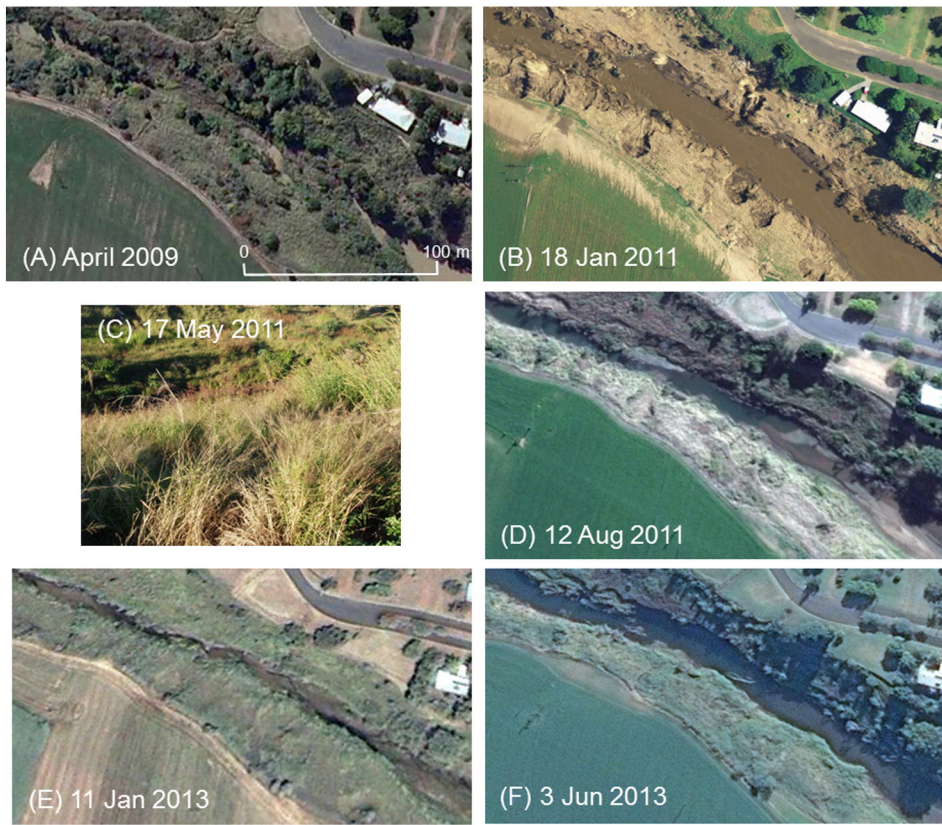 (A) April 2009
0 100 m
(B) 18 Jan 2011
(C) 17 May 2011
(D) 12 Aug 2011
(E) 11 Jan 2013
(F) 3 Jun 2013